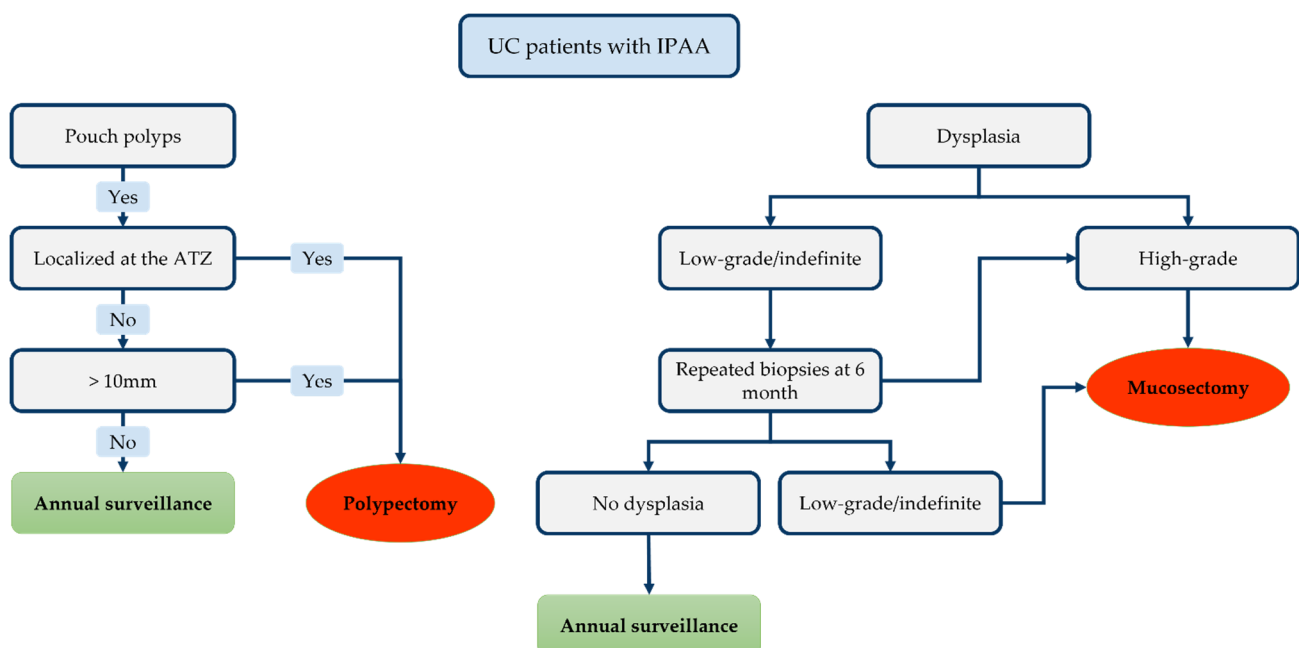 UC patients with IPAA
Pouch polyps
Yes
Localized at the ATZ
Yes
No
> 10mm
Yes
No
Annual surveillance
Polypectomy
Dysplasia
Low-grade/indefinite
High-grade
Repeated biopsies at 6
month
Mucosectomy
No dysplasia
Low-grade/indefinite
Annual surveillance